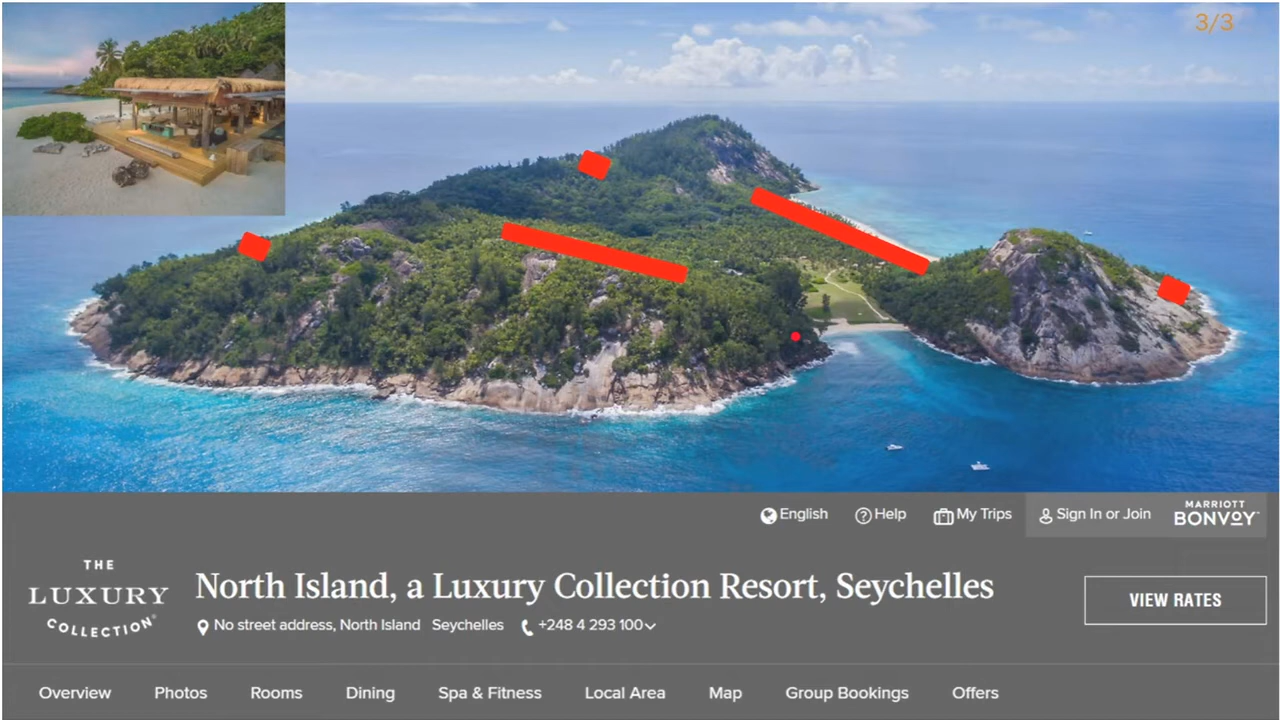 3/3
English Help My Trips Sign In or Join MARRIOTT BONVOY
THE
LUXURY
COLLECTION
North Island, a Luxury Collection Resort, Seychelles
No street address, North Island Seychelles +248 4 293 100
VIEW RATES
Overview Photos Rooms Dining Spa & Fitness Local Area Map Group Bookings Offers